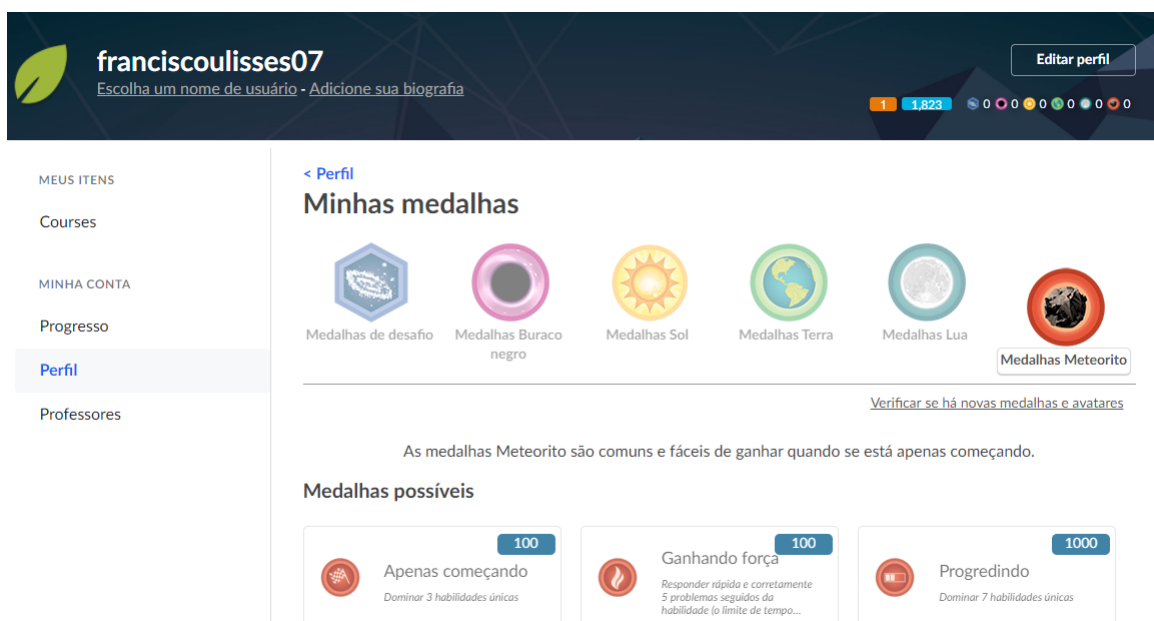 franciscoulisses07
Editar perfil
Escolha um nome de usuário - Adicione sua biografia
1 1,823 0 0 0 0 0 0
MEUS ITENS
Courses
MINHA CONTA
Progresso
Perfil
Professores
< Perfil
Minhas medalhas
Medalhas de desafio
Medalhas Buraco
negro
Medalhas Sol
Medalhas Terra
Medalhas Lua
Medalhas Meteorito
Verificar se há novas medalhas e avatares
As medalhas Meteorito são comuns e fáceis de ganhar quando se está apenas começando.
Medalhas possíveis
100
Apenas começando
Dominar 3 habilidades únicas
100
Ganhando força
Responder rápida e corretamente
5 problemas seguidos da
habilidade (o limite de tempo...
1000
Progredindo
Dominar 7 habilidades únicas